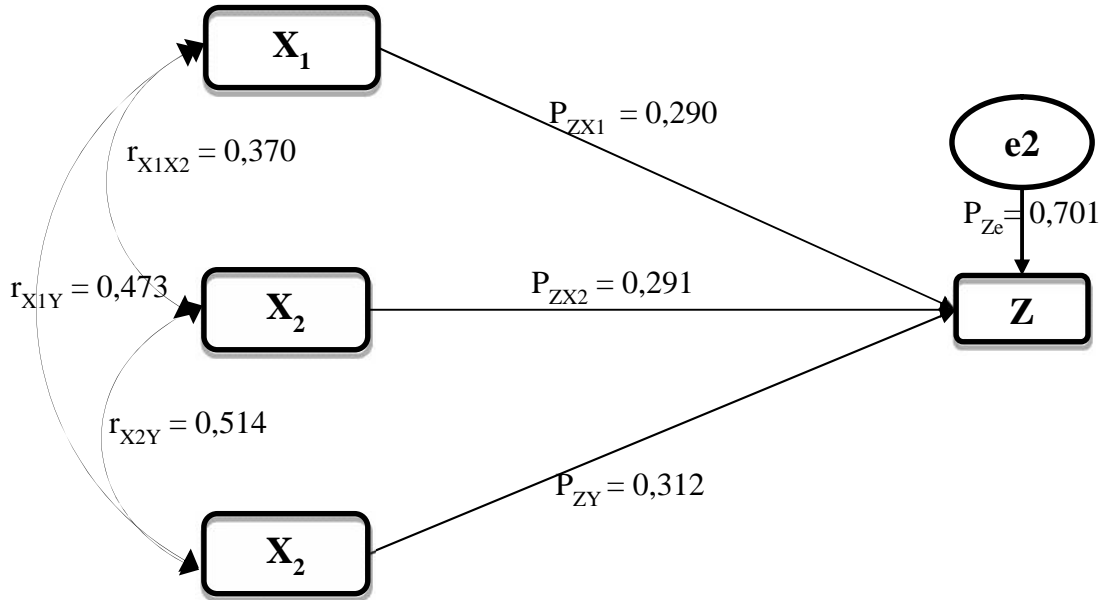 X1
PZX1 = 0,290
e2
rX1X2 = 0,370
PZe= 0,701
rX1Y = 0,473
X2
PZX2 = 0,291
Z
rX2Y = 0,514
PZY = 0,312
X2